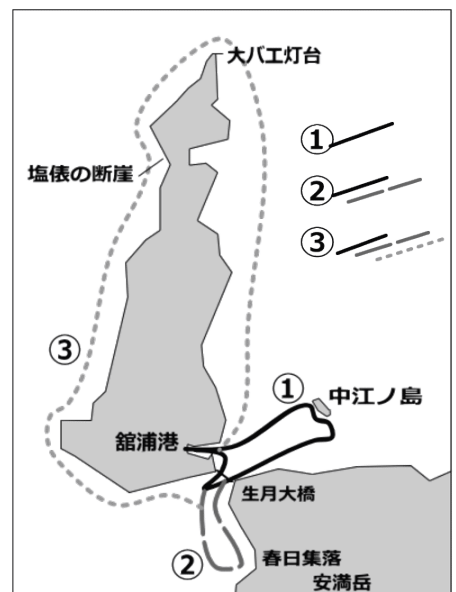 大バエ灯台
①
塩俵の断崖
②
③
③
①
中江ノ島
舘浦港
生月大橋
②
春日集落
安満岳